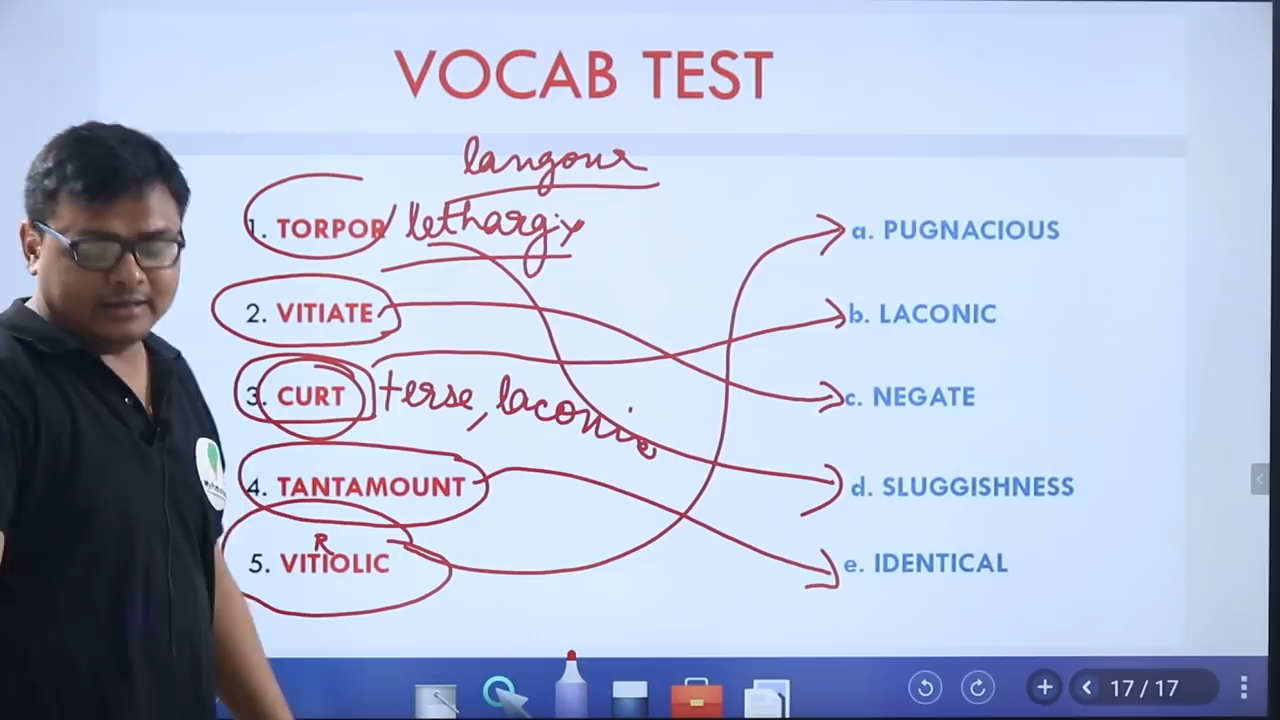 VOCAB TEST
langour
1. TORPOR / lethargy
a. PUGNACIOUS
2. VITIATE
b. LACONIC
3. CURT terse, laconic
c. NEGATE
4. TANTAMOUNT
d. SLUGGISHNESS
R
5. VITIOLIC
e. IDENTICAL
17 / 17